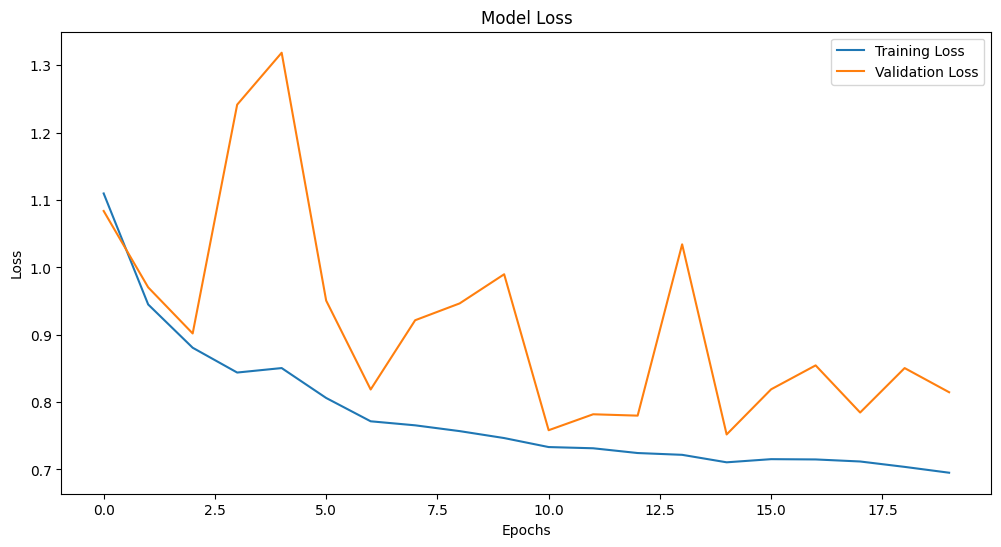 Model Loss
Training Loss
Validation Loss
1.3
1.2
1.1
1.0
0.9
0.8
0.7
Loss
0.0 2.5 5.0 7.5 10.0 12.5 15.0 17.5
Epochs